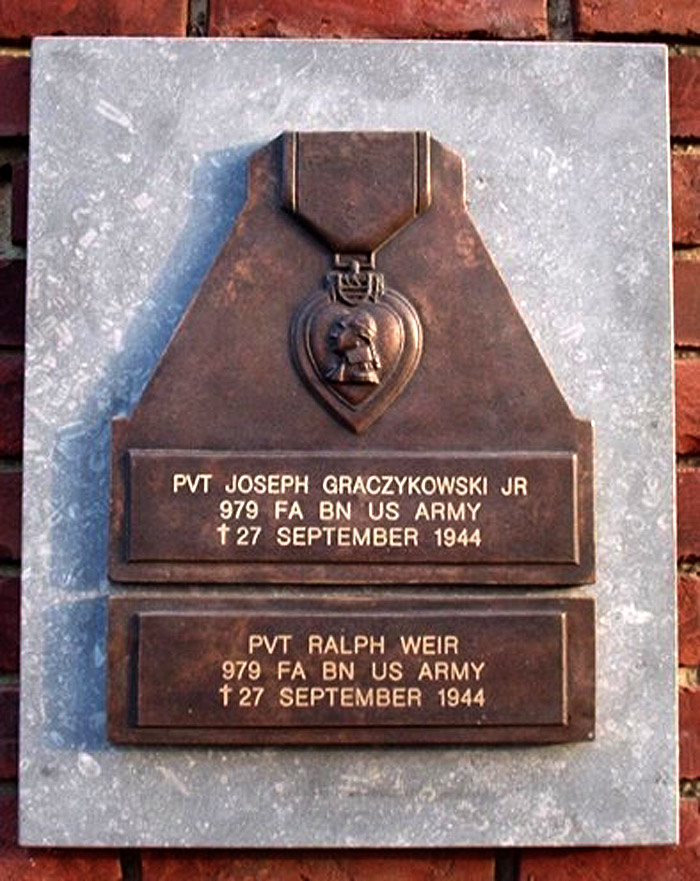 PVT JOSEPH GRACZYKOWSKI JR
979 FA BN US ARMY
†27 SEPTEMBER 1944
PVT RALPH WEIR
979 FA BN US ARMY
†27 SEPTEMBER 1944